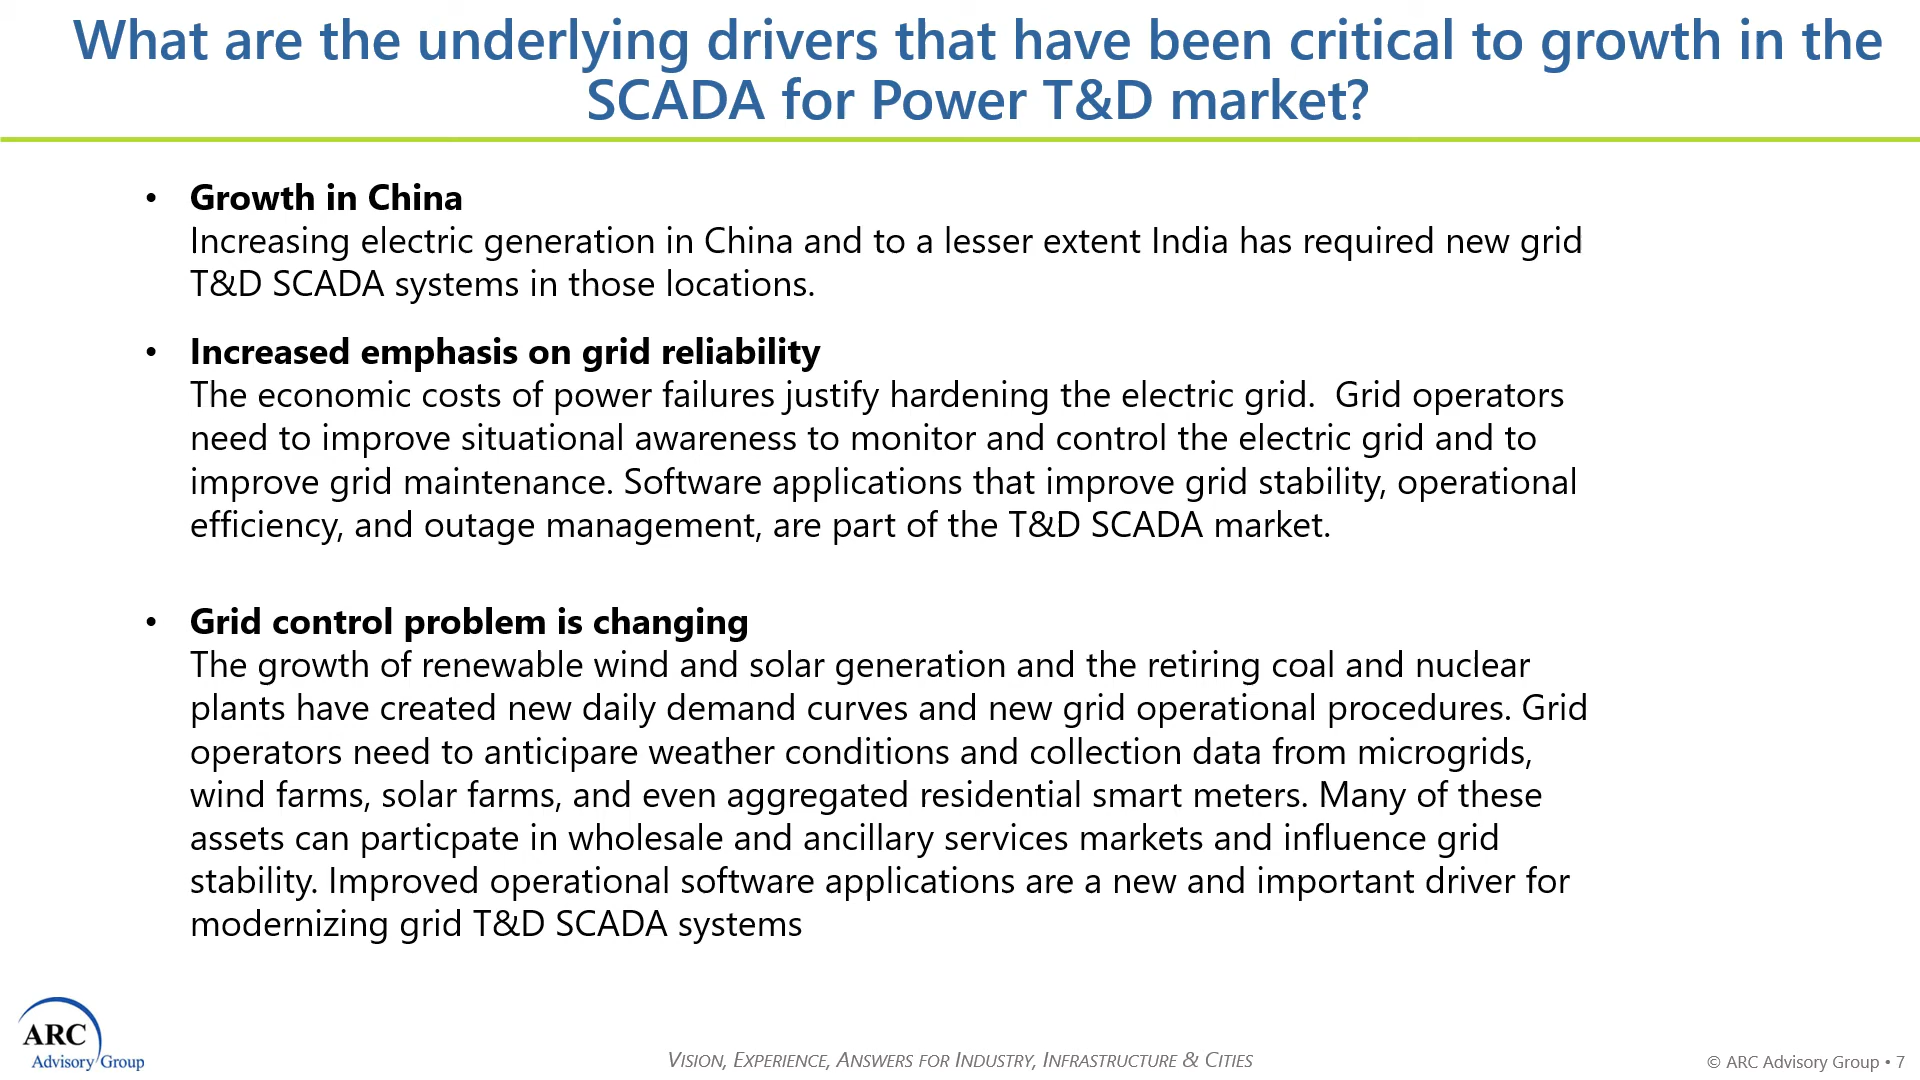 What are the underlying drivers that have been critical to growth in the
SCADA for Power T&D market?
• Growth in China
Increasing electric generation in China and to a lesser extent India has required new grid
T&D SCADA systems in those locations.
• Increased emphasis on grid reliability
The economic costs of power failures justify hardening the electric grid.  Grid operators
need to improve situational awareness to monitor and control the electric grid and to
improve grid maintenance. Software applications that improve grid stability, operational
efficiency, and outage management, are part of the T&D SCADA market.
• Grid control problem is changing
The growth of renewable wind and solar generation and the retiring coal and nuclear
plants have created new daily demand curves and new grid operational procedures. Grid
operators need to anticipare weather conditions and collection data from microgrids,
wind farms, solar farms, and even aggregated residential smart meters. Many of these
assets can particpate in wholesale and ancillary services markets and influence grid
stability. Improved operational software applications are a new and important driver for
modernizing grid T&D SCADA systems
ARC
Advisory Group
VISION, EXPERIENCE, ANSWERS FOR INDUSTRY, INFRASTRUCTURE & CITIES
© ARC Advisory Group • 7